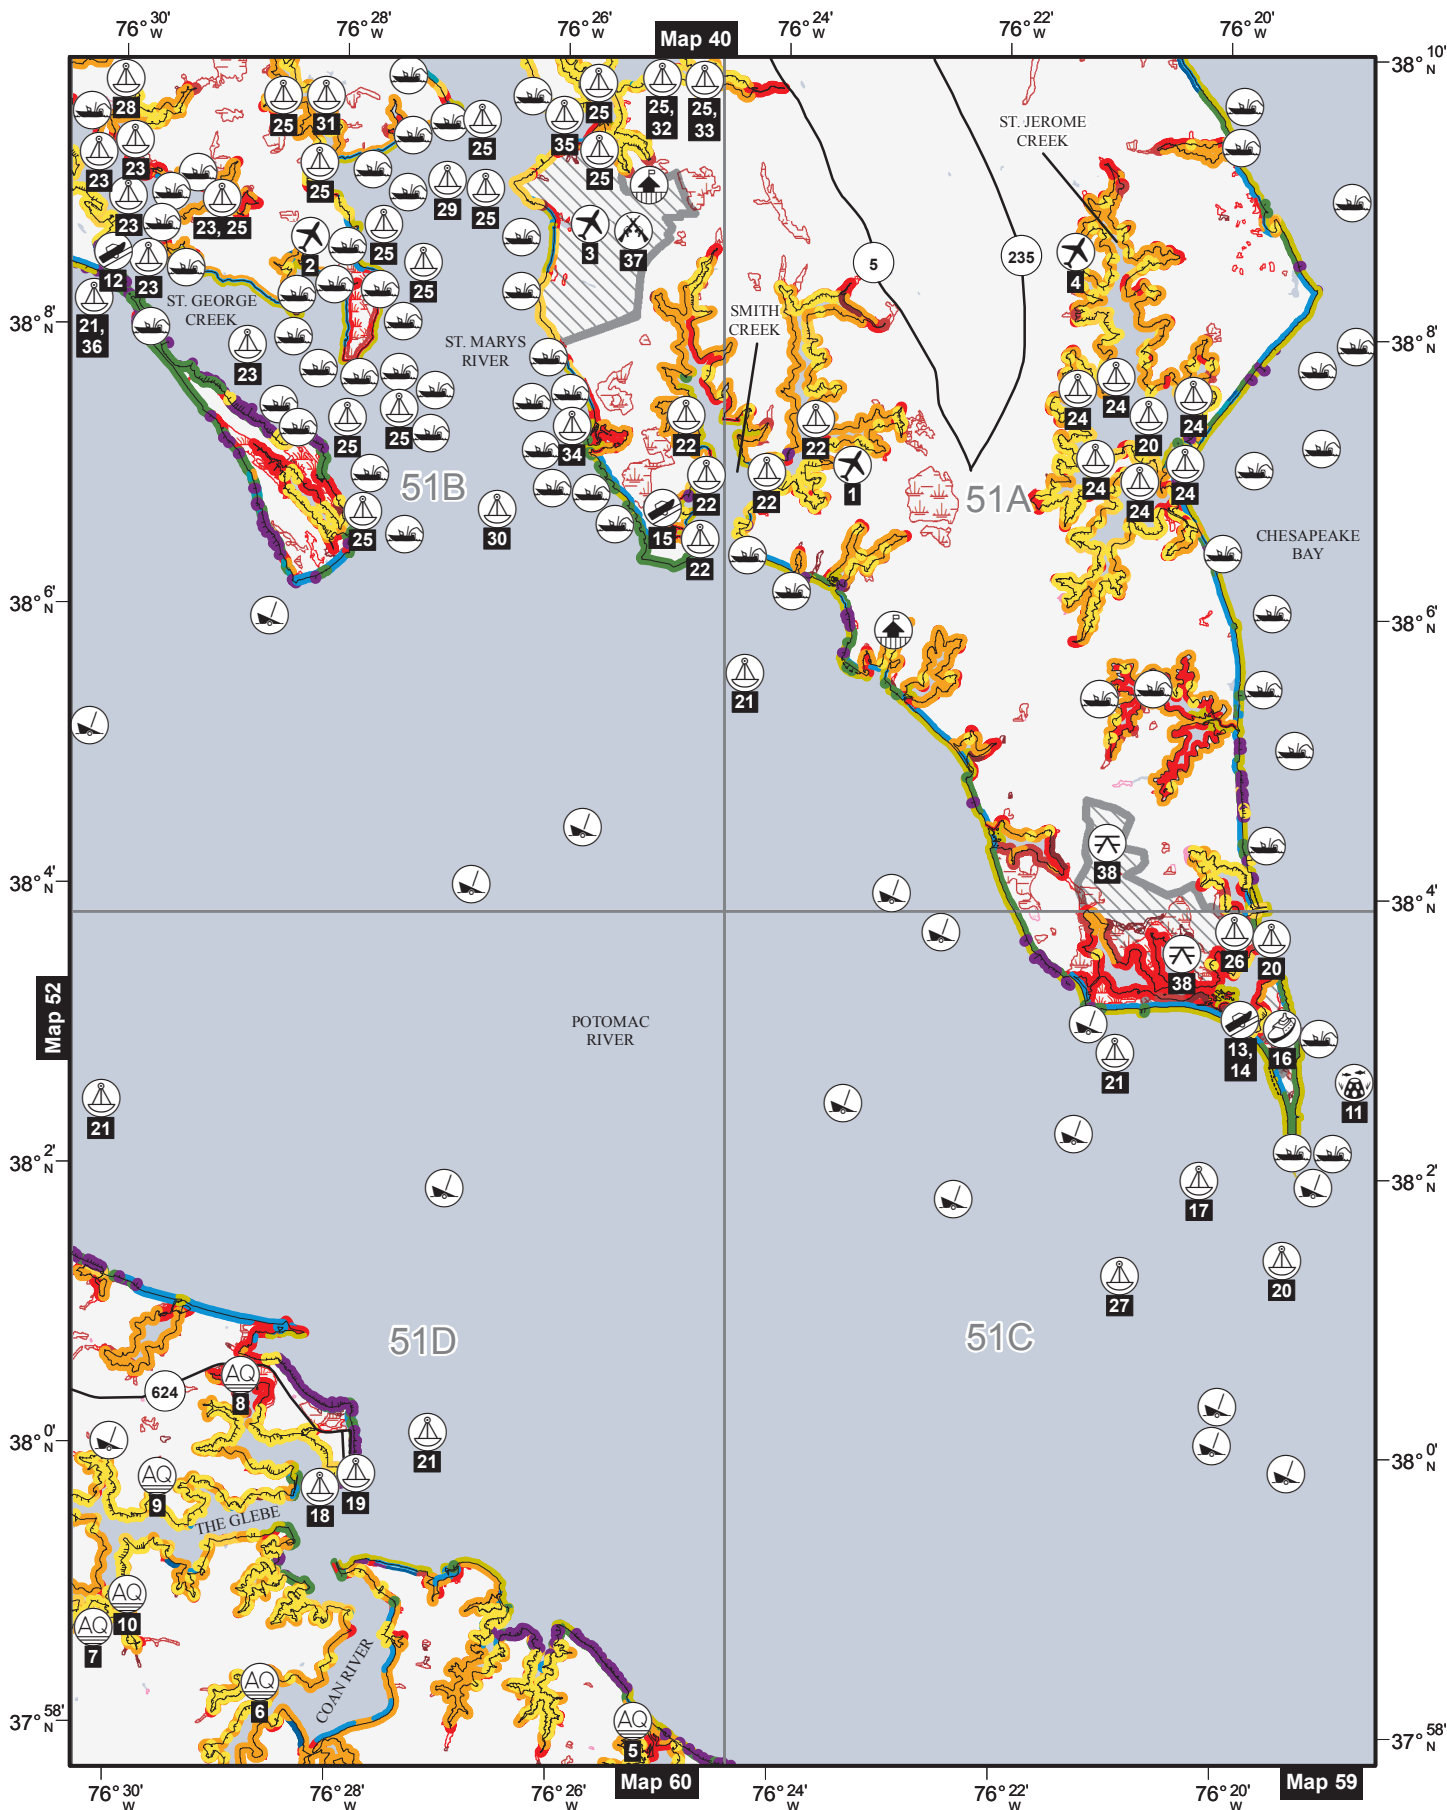 76° 30' W
76° 28' W
76° 26' W
Map 40
76° 24' W
76° 22' W
76° 20' W
38° 10' N
28
25
31
25
35
25
25, 32
25, 33
ST. JEROME
CREEK
23
23
25
25
23
23, 25
29
25
25
2
25
3
37
5
235
4
12
23
25
21, 36
ST. GEORGE
CREEK
38° 8' N
SMITH
CREEK
ST. MARYS
RIVER
38° 8' N
23
25
25
34
22
22
24
24
20
24
51B
22
22
1
51A
24
24
24
25
30
15
22
CHESAPEAKE
BAY
38° 6' N
38° 6' N
21
38
38° 4' N
38° 4' N
26
20
38
Map 52
POTOMAC
RIVER
21
13, 14
16
11
21
38° 2' N
38° 2' N
17
27
20
51D
51C
624
AQ
8
21
38° 0' N
38° 0' N
AQ
9
18
19
THE GLEBE
AQ
10
AQ
7
COAN RIVER
AQ
6
AQ
5
37° 58' N
37° 58' N
76° 30' W
76° 28' W
76° 26' W
Map 60
76° 24' W
76° 22' W
76° 20' W
Map 59